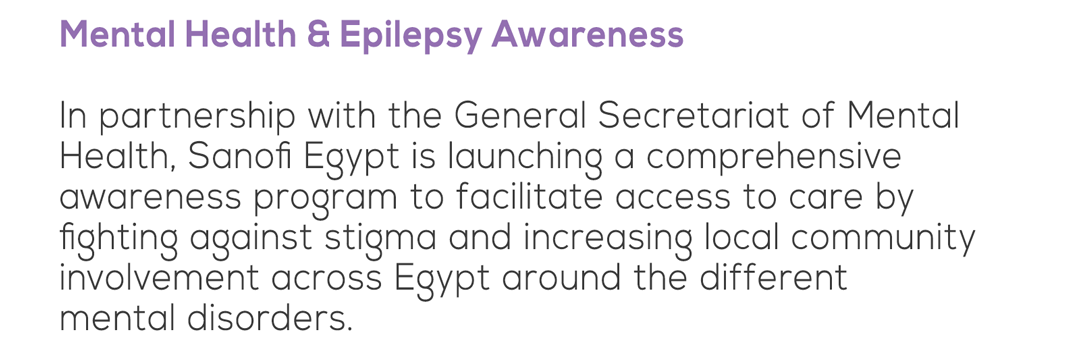 Mental Health & Epilepsy Awareness
In partnership with the General Secretariat of Mental
Health, Sanofi Egypt is launching a comprehensive
awareness program to facilitate access to care by
fighting against stigma and increasing local community
involvement across Egypt around the different
mental disorders.